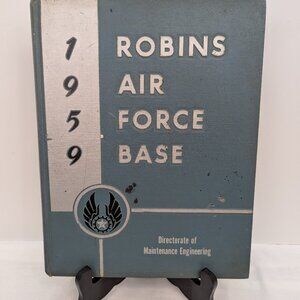 1959
ROBINS
AIR
FORCE
BASE
Directorate of
Maintenance Engineering